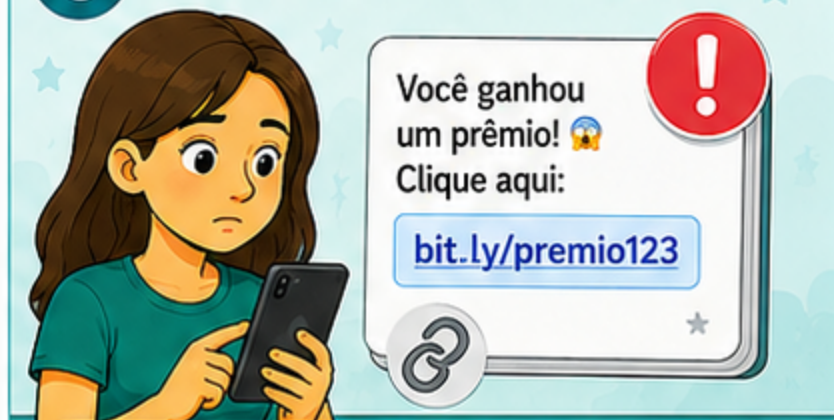 Você ganhou
um prêmio! 😱
Clique aqui:
bit.ly/premio123